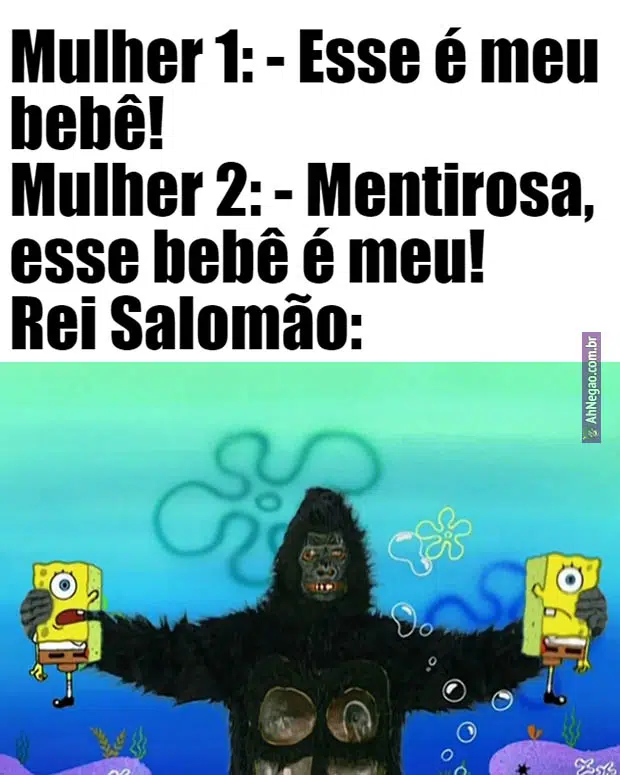 Mulher 1: - Esse é meu
bebê!
Mulher 2: - Mentirosa,
esse bebê é meu!
Rei Salomão:
AhNegao.com.br